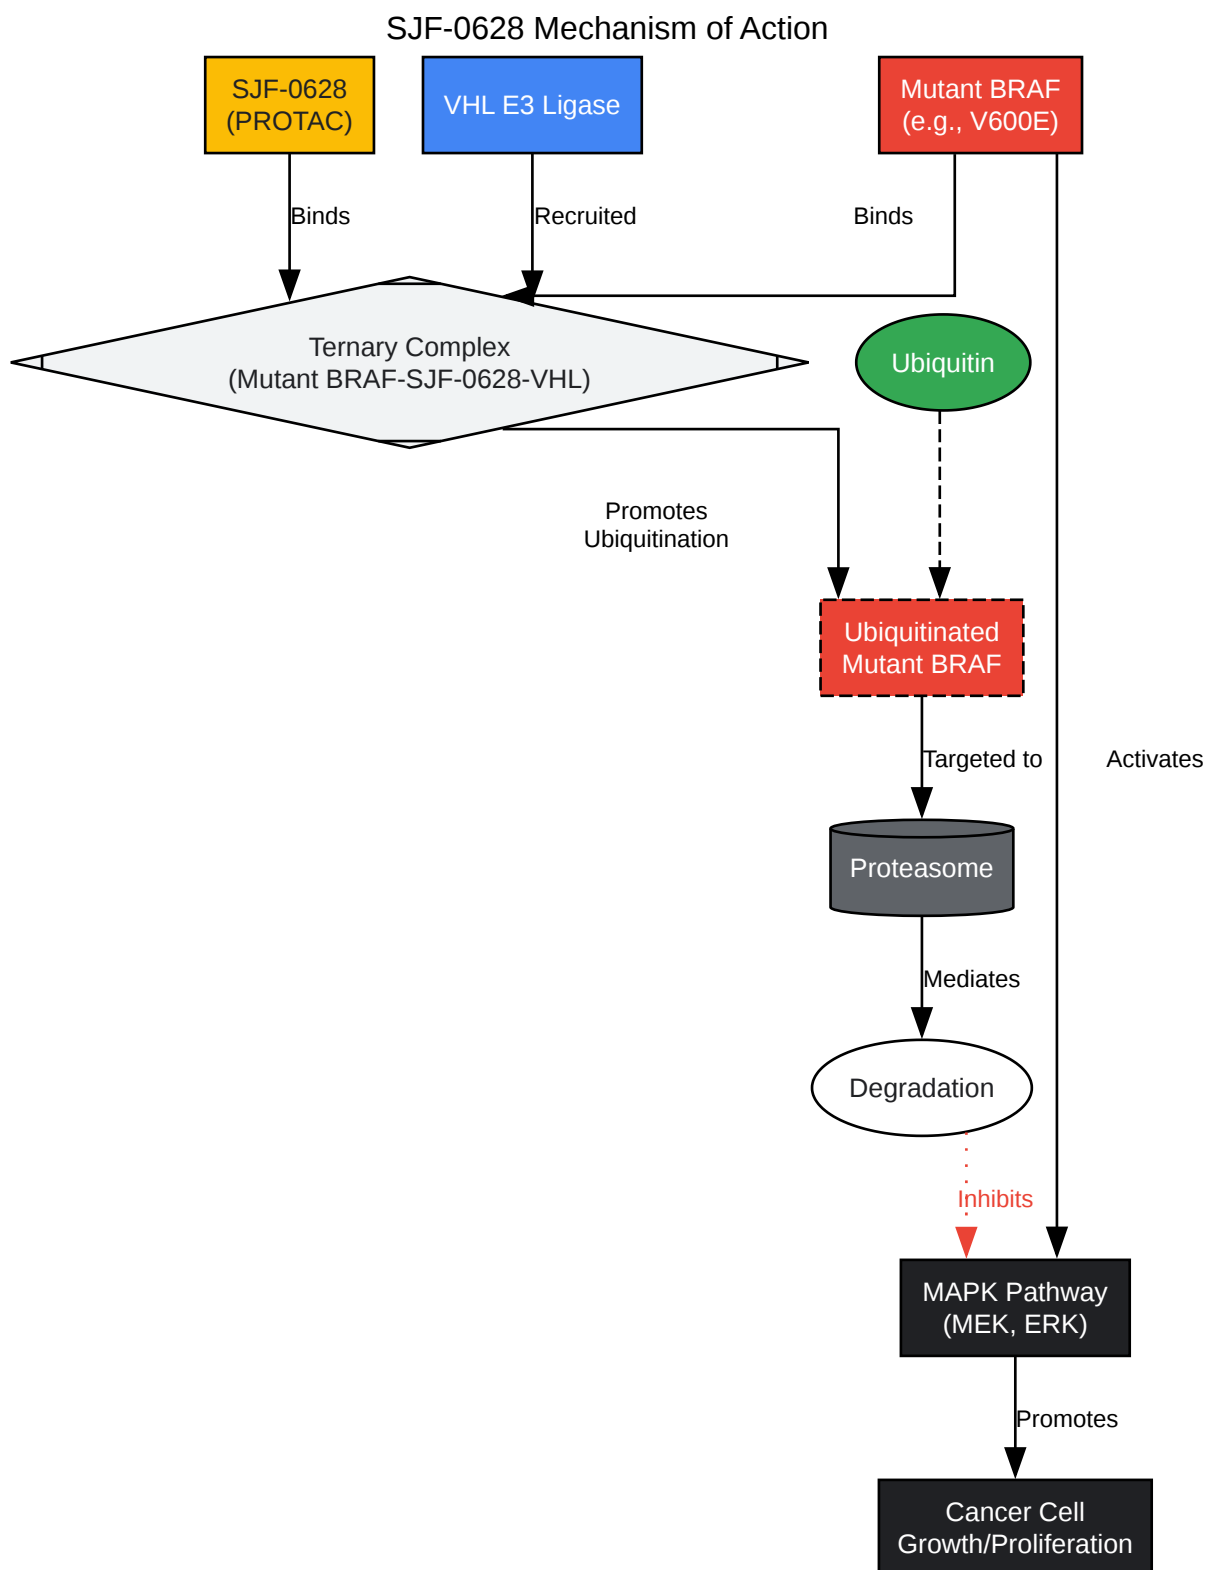 SJF-0628 Mechanism of Action
SJF-0628
(PROTAC)
VHL E3 Ligase
Mutant BRAF
(e.g., V600E)
Binds
Recruited
Binds
Ternary Complex
(Mutant BRAF-SJF-0628-VHL)
Ubiquitin
Promotes
Ubiquitination
Ubiquitinated
Mutant BRAF
Targeted to
Activates
Proteasome
Mediates
Degradation
Inhibits
MAPK Pathway
(MEK, ERK)
Promotes
Cancer Cell
Growth/Proliferation